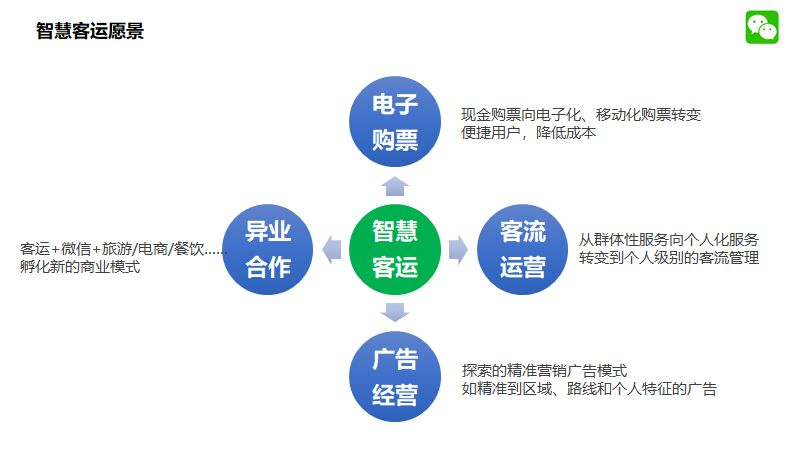 智慧客运愿景
电子
购票
现金购票向电子化、移动化购票转变
便捷用户，降低成本
异业
合作
客运+微信+旅游/电商/餐饮……
孵化新的商业模式
智慧
客运
客流
运营
从群体性服务向个人化服务
转变到个人级别的客流管理
广告
经营
探索的精准营销广告模式
如精准到区域、路线和个人特征的广告